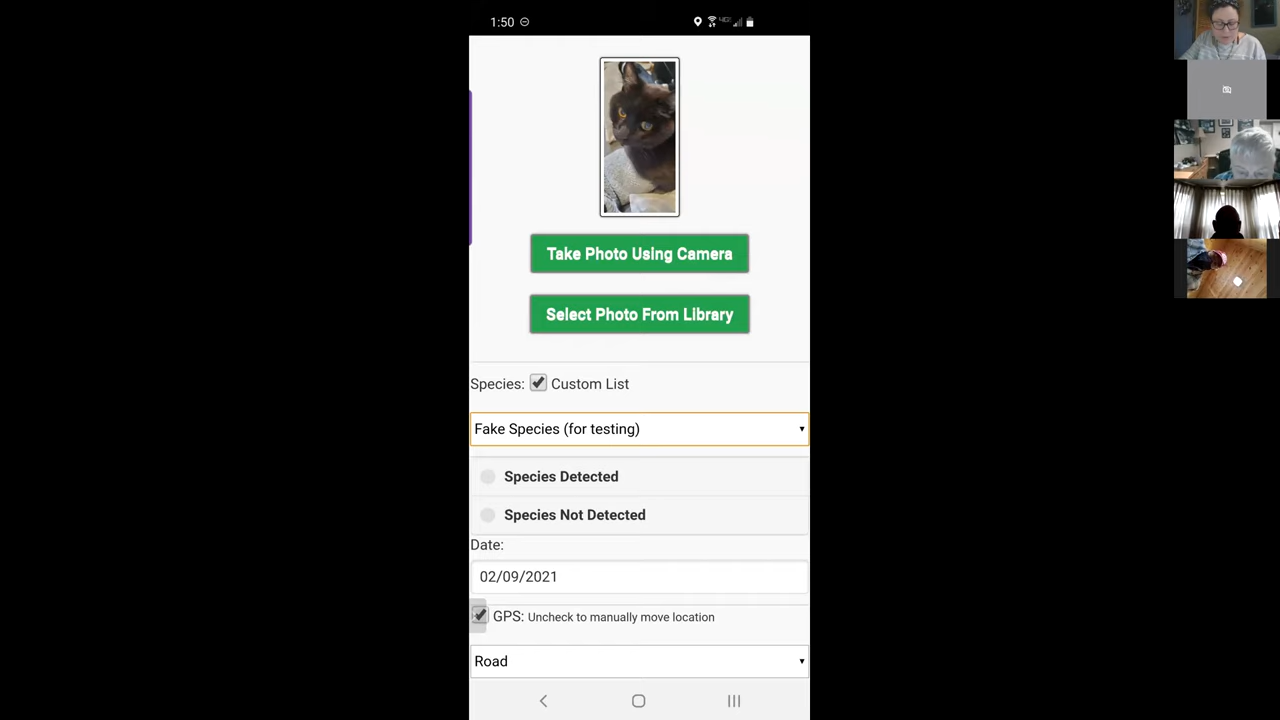 1:50
Take Photo Using Camera
Select Photo From Library
Species: Custom List
Fake Species (for testing)
Species Detected
Species Not Detected
Date:
02/09/2021
GPS: Uncheck to manually move location
Road